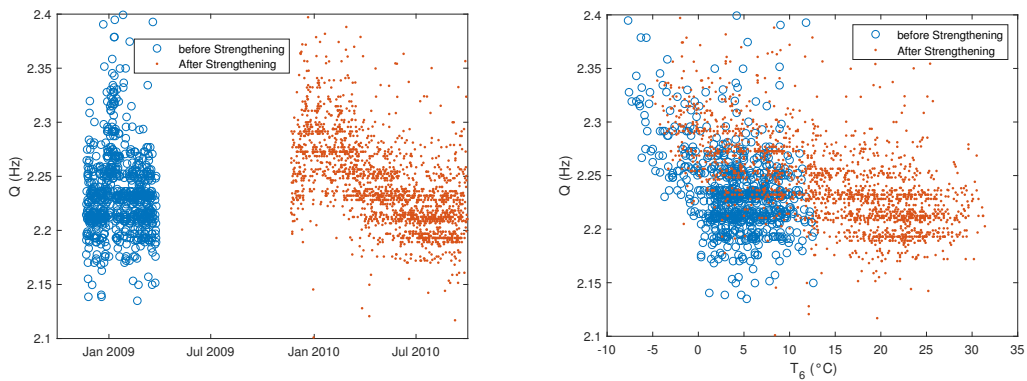 2.4
2.35
2.3
2.25
2.2
2.15
2.1
Q (Hz)
before Strengthening
After Strengthening
Jan 2009
Jul 2009
Jan 2010
Jul 2010
2.4
2.35
2.3
2.25
2.2
2.15
2.1
Q (Hz)
before Strengthening
After Strengthening
-10 -5 0 5 10 15 20 25 30 35
T6 (°C)